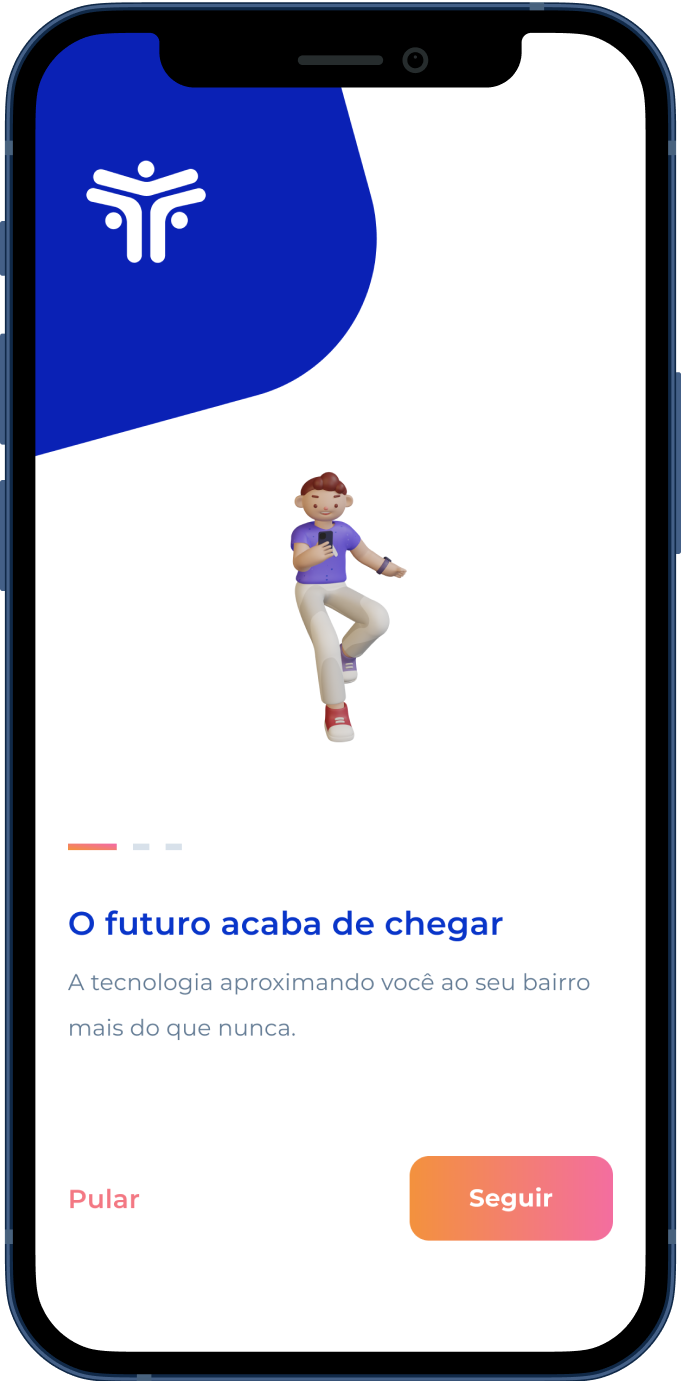 O futuro acaba de chegar
A tecnologia aproximando você ao seu bairro
mais do que nunca.
Pular
Seguir